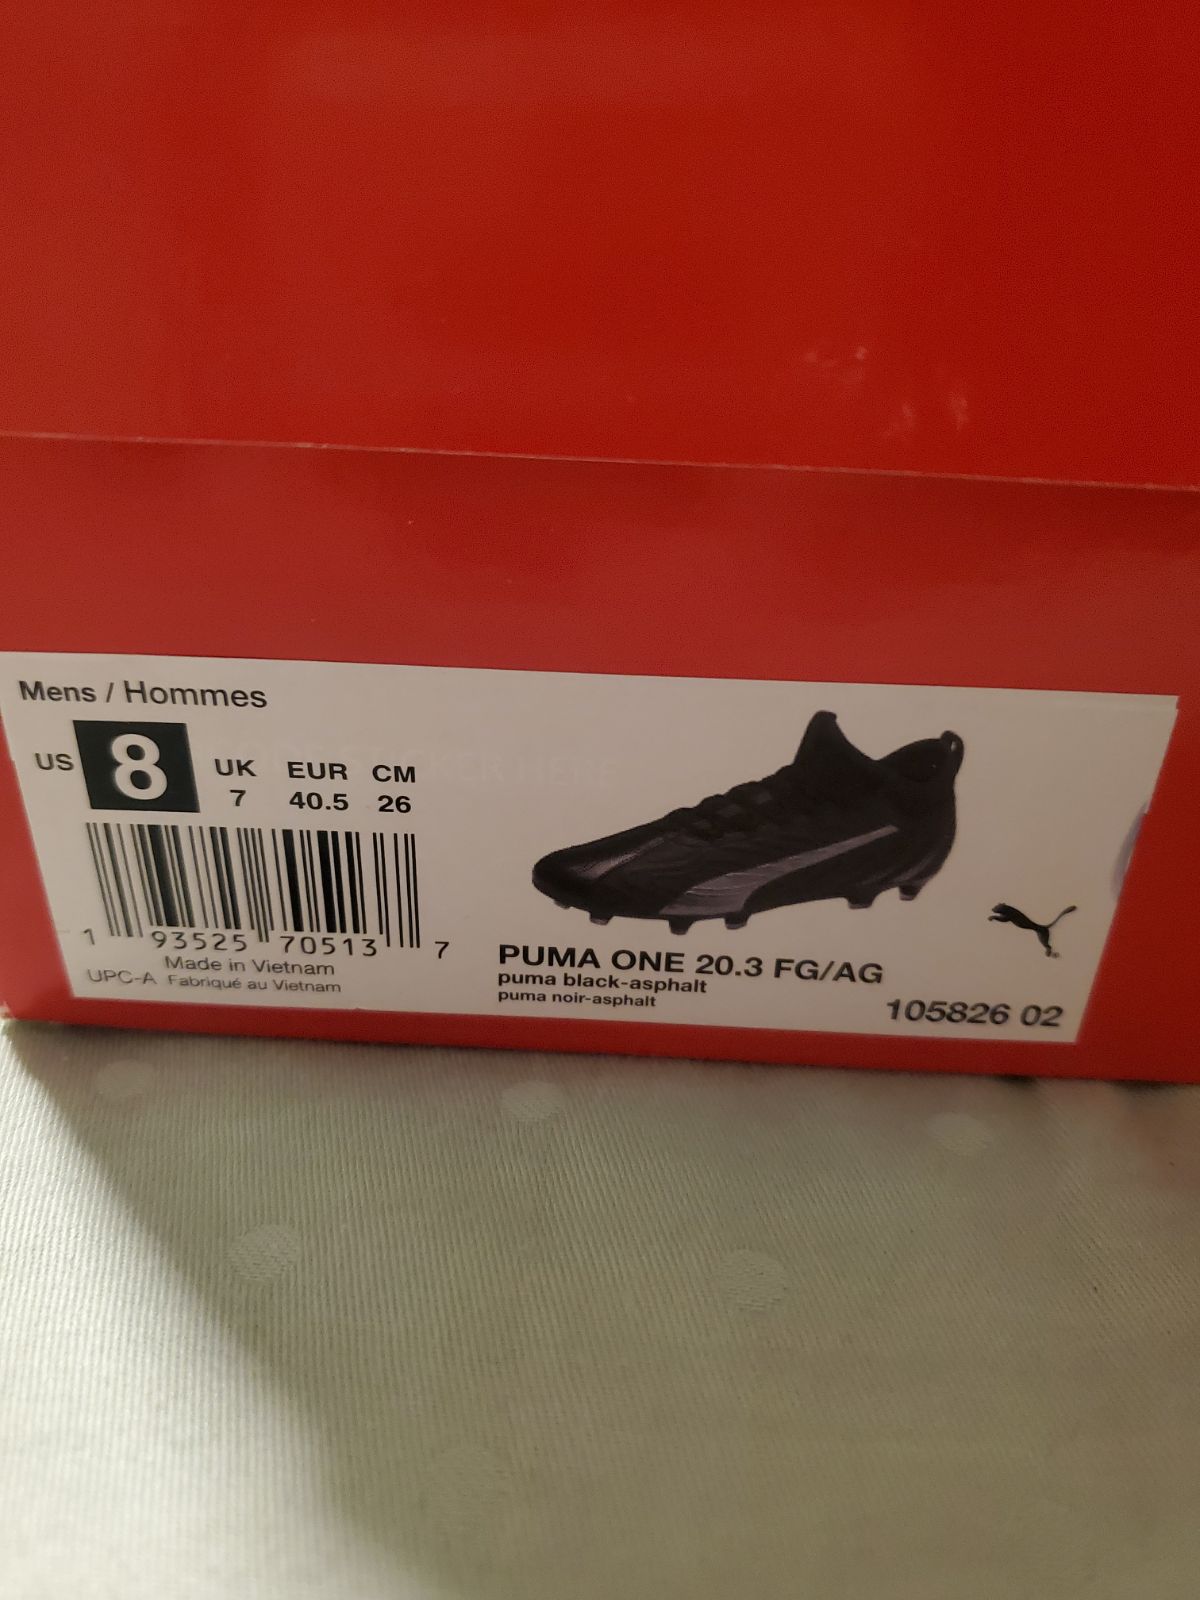 Mens / Hommes
US 8
UK EUR CM
7 40.5 26
1 93525 70513 7
Made in Vietnam
UPC-A Fabriqué au Vietnam
PUMA ONE 20.3 FG/AG
puma black-asphalt
puma noir-asphalt
105826 02